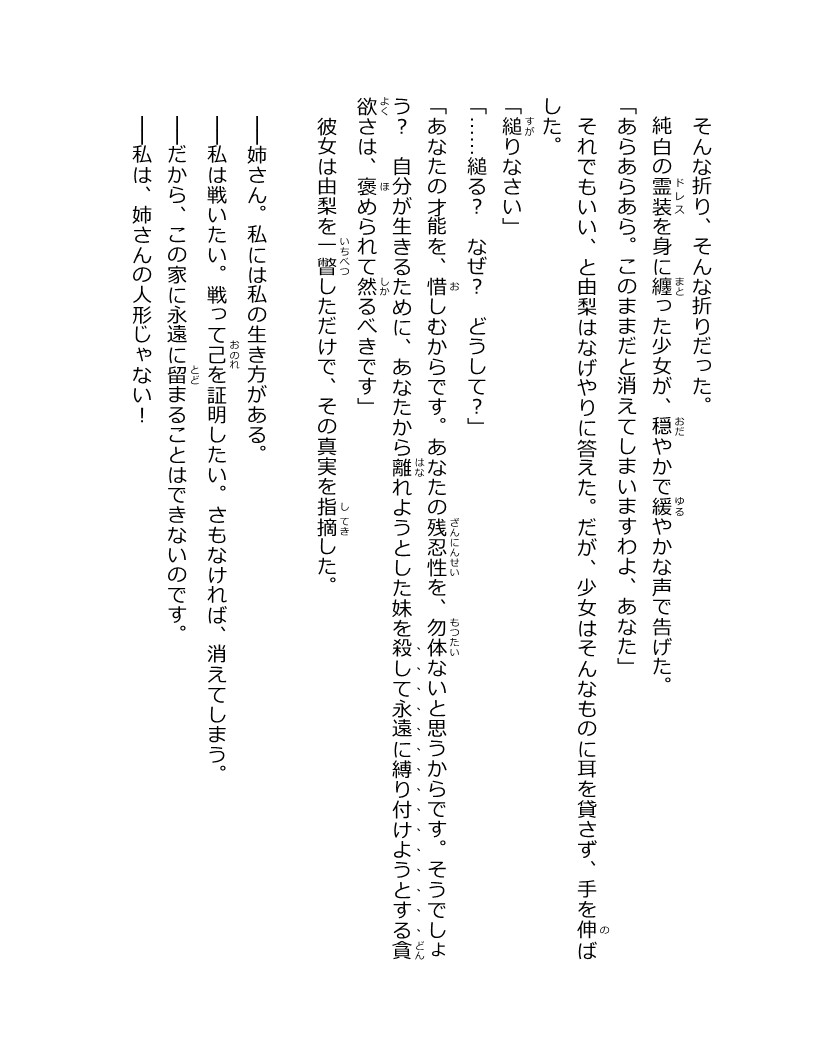 そんな折り、そんな折りだった。
純白の霊装を身に纏った少女が、穏やかで緩やかな声で告げた。
「あらあらあら。このままだと消えてしまいますわよ、あなた」
それでもいい、と由梨はなげやりに答えた。だが、少女はそんなものに耳を貸さず、手を伸ば
した。
「縋りなさい」
「……縋る？　なぜ？　どうして？」
「あなたの才能を、惜しむからです。あなたの残忍性を、勿体ないと思うからです。そうでしょ
う？　自分が生きるために、あなたから離れようとした妹を殺して永遠に縛り付けようとする貪
欲さは、褒められて然るべきです」
彼女は由梨を一瞥しただけで、その真実を指摘した。
――姉さん。私には私の生き方がある。
――私は戦いたい。戦って己を証明したい。さもなければ、消えてしまう。
――だから、この家に永遠に留まることはできないのです。
――私は、姉さんの人形じゃない！